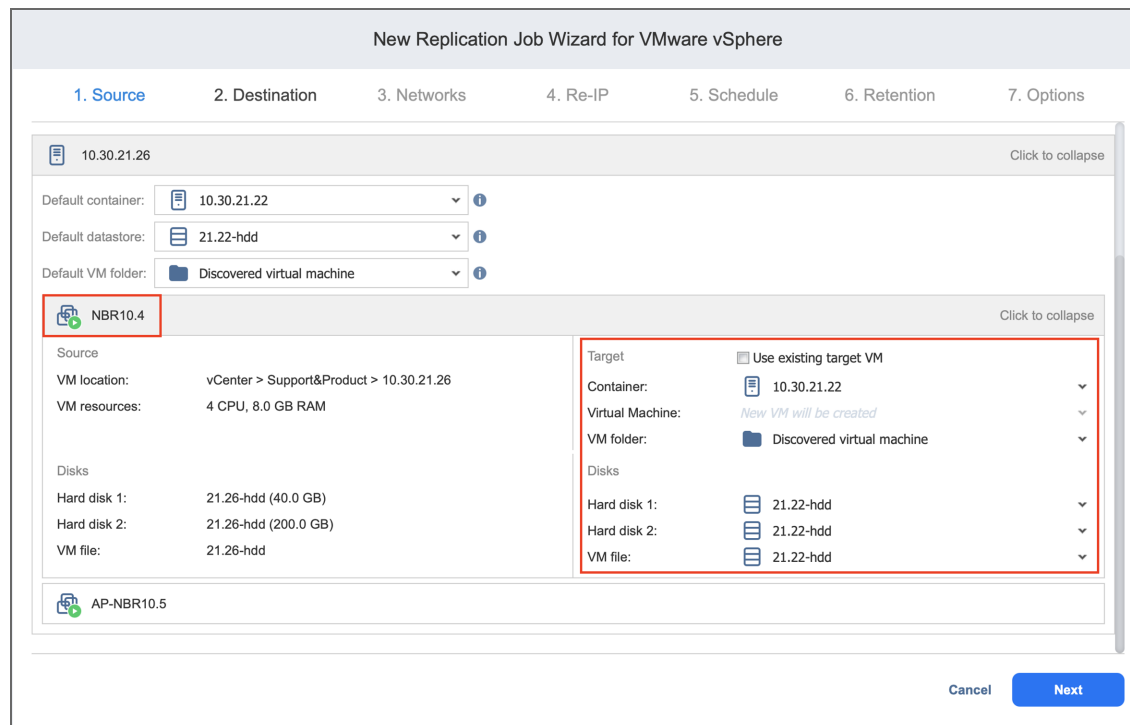 New Replication Job Wizard for VMware vSphere
1. Source 2. Destination 3. Networks 4. Re-IP 5. Schedule 6. Retention 7. Options
10.30.21.26 Click to collapse
Default container: 10.30.21.22
Default datastore: 21.22-hdd
Default VM folder: Discovered virtual machine
NBR10.4 Click to collapse
Source
VM location: vCenter > Support&Product > 10.30.21.26
VM resources: 4 CPU, 8.0 GB RAM
Disks
Hard disk 1: 21.26-hdd (40.0 GB)
Hard disk 2: 21.26-hdd (200.0 GB)
VM file: 21.26-hdd
Target Use existing target VM
Container: 10.30.21.22
Virtual Machine: New VM will be created
VM folder: Discovered virtual machine
Disks
Hard disk 1: 21.22-hdd
Hard disk 2: 21.22-hdd
VM file: 21.22-hdd
AP-NBR10.5
Cancel Next